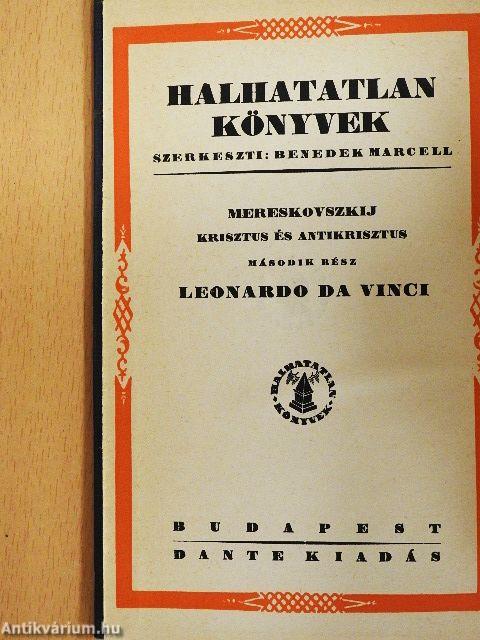 HALHATATLAN
KÖNYVEK
SZERKESZTI: BENEDEK MARCELL
MERESKOVSZKIJ
KRISZTUS ÉS ANTIKRISZTUS
MÁSODIK RÉSZ
LEONARDO DA VINCI
HALHATATLAN
KÖNYVEK
BUDAPEST
DANTE KIADÁS
Antikvárium.hu